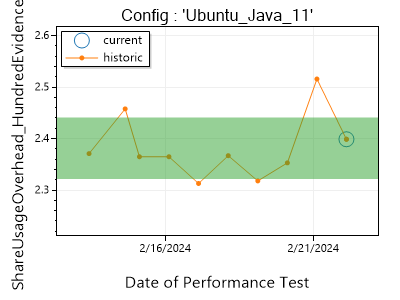 Config : 'Ubuntu_Java_11'
ShareUsageOverhead_HundredEvidence
current
historic
2.6
2.5
2.4
2.3
2/16/2024
2/21/2024
Date of Performance Test